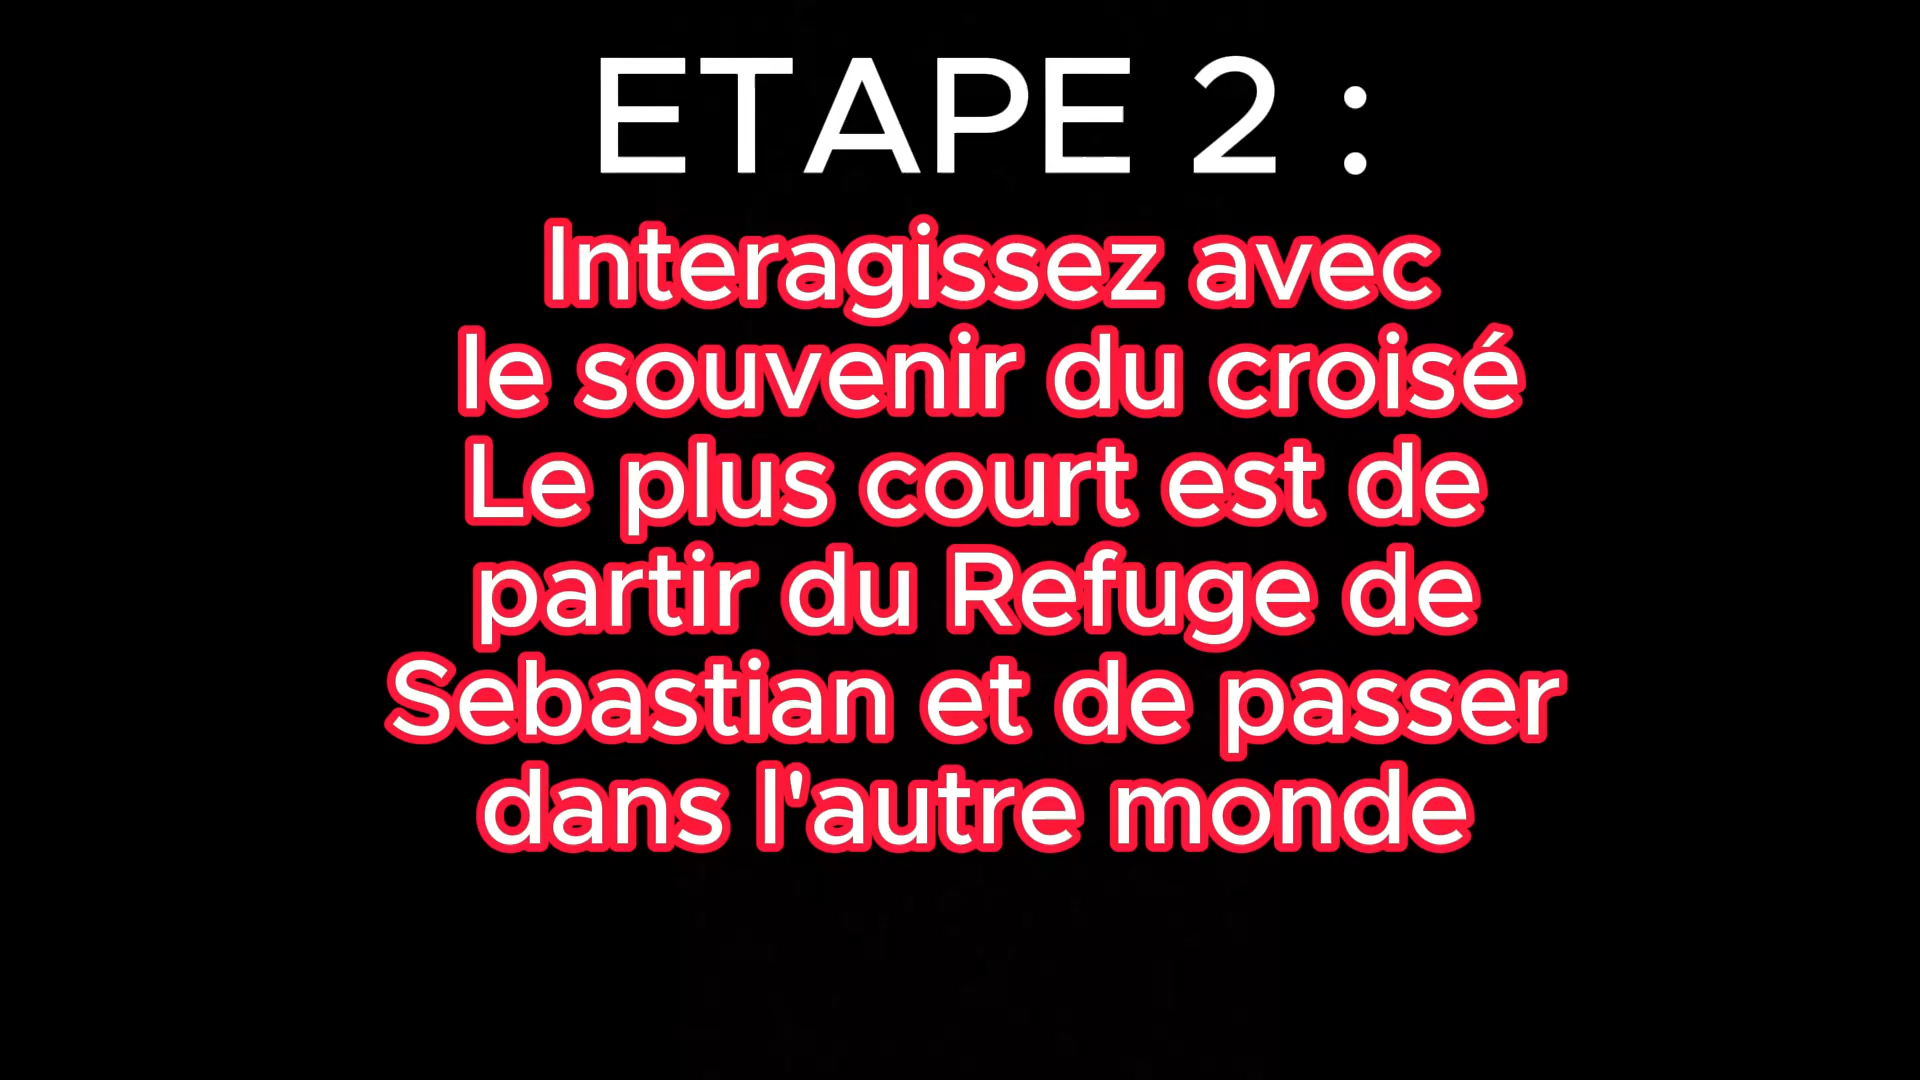 ETAPE 2 :
Interagissez avec
le souvenir du croisé
Le plus court est de
partir du Refuge de
Sebastian et de passer
dans l'autre monde